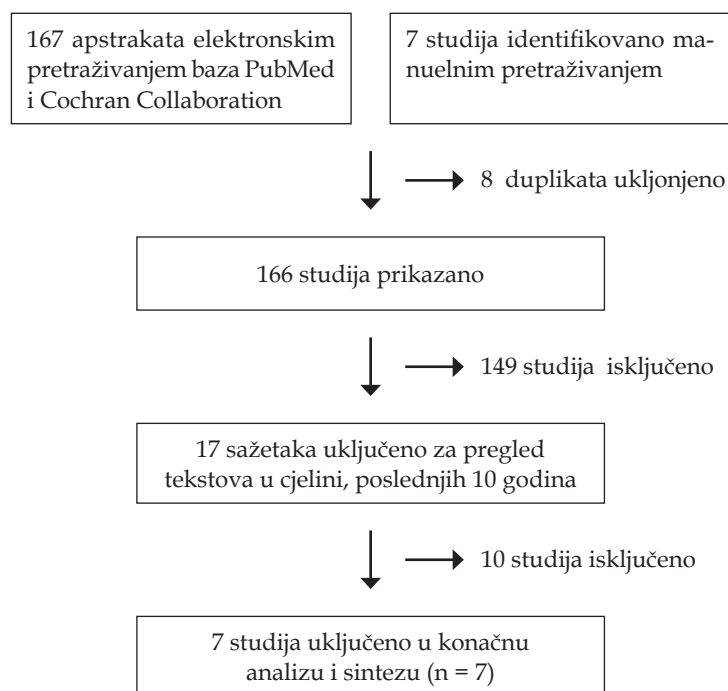 167 apstrakata elektronskim
pretraživanjem baza PubMed
i Cochran Collaboration
7 studija identifikovano ma-
nuelnim pretraživanjem
8 duplikata ukljonjeno
166 studija prikazano
149 studija isključeno
17 sažetaka uključeno za pregled
tekstova u cjelini, poslednjih 10 godina
10 studija isključeno
7 studija uključeno u konačnu
analizu i sintezu (n = 7)